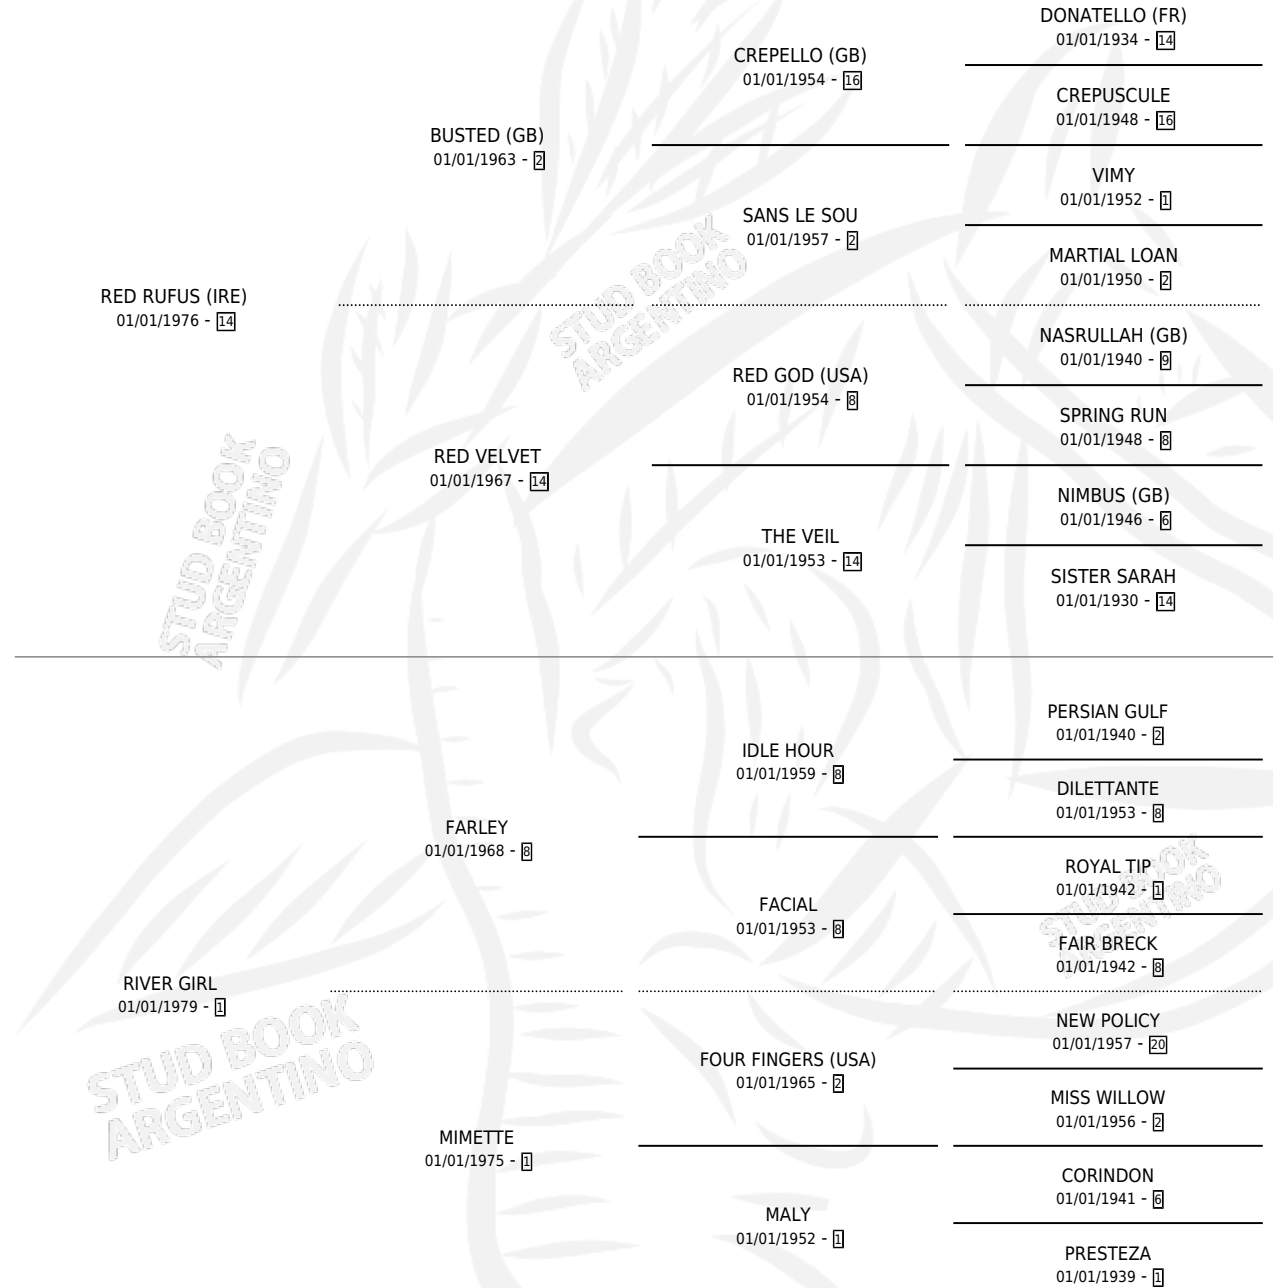 DONATELLO (FR)
01/01/1934 - 14
CREPELLO (GB)
01/01/1954 - 16
CREPUSCULE
01/01/1948 - 16
BUSTED (GB)
01/01/1963 - 2
VIMY
01/01/1952 - 1
SANS LE SOU
01/01/1957 - 2
MARTIAL LOAN
01/01/1950 - 2
RED RUFUS (IRE)
01/01/1976 - 14
NASRULLAH (GB)
01/01/1940 - 9
RED GOD (USA)
01/01/1954 - 8
SPRING RUN
01/01/1948 - 8
RED VELVET
01/01/1967 - 14
NIMBUS (GB)
01/01/1946 - 6
THE VEIL
01/01/1953 - 14
SISTER SARAH
01/01/1930 - 14
STUD BOOK
ARGENTINO
STUD BOOK
ARGENTINO
PERSIAN GULF
01/01/1940 - 2
IDLE HOUR
01/01/1959 - 8
DILETTANTE
01/01/1953 - 8
FARLEY
01/01/1968 - 8
ROYAL TIP
01/01/1942 - 1
FACIAL
01/01/1953 - 8
FAIR BRECK
01/01/1942 - 8
RIVER GIRL
01/01/1979 - 1
NEW POLICY
01/01/1957 - 20
FOUR FINGERS (USA)
01/01/1965 - 2
MISS WILLOW
01/01/1956 - 2
MIMETTE
01/01/1975 - 1
CORINDON
01/01/1941 - 6
MALY
01/01/1952 - 1
PRESTEZA
01/01/1939 - 1
STUD BOOK
ARGENTINO
STUD BOOK
ARGENTINO